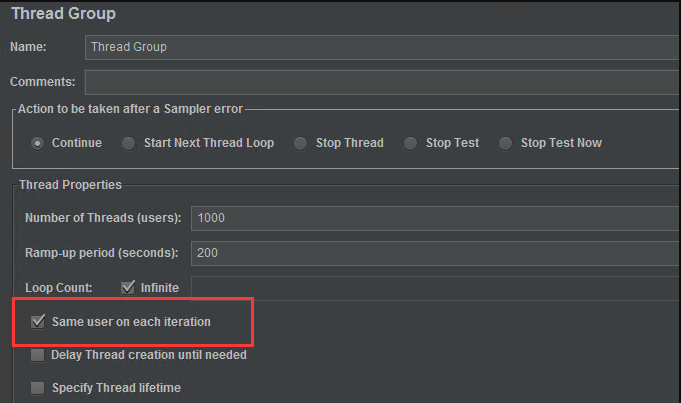 Thread Group
Name: Thread Group
Comments:
Action to be taken after a Sampler error
Continue Start Next Thread Loop Stop Thread Stop Test Stop Test Now
Thread Properties
Number of Threads (users): 1000
Ramp-up period (seconds): 200
Loop Count: Infinite
Same user on each iteration
Delay Thread creation until needed
Specify Thread lifetime